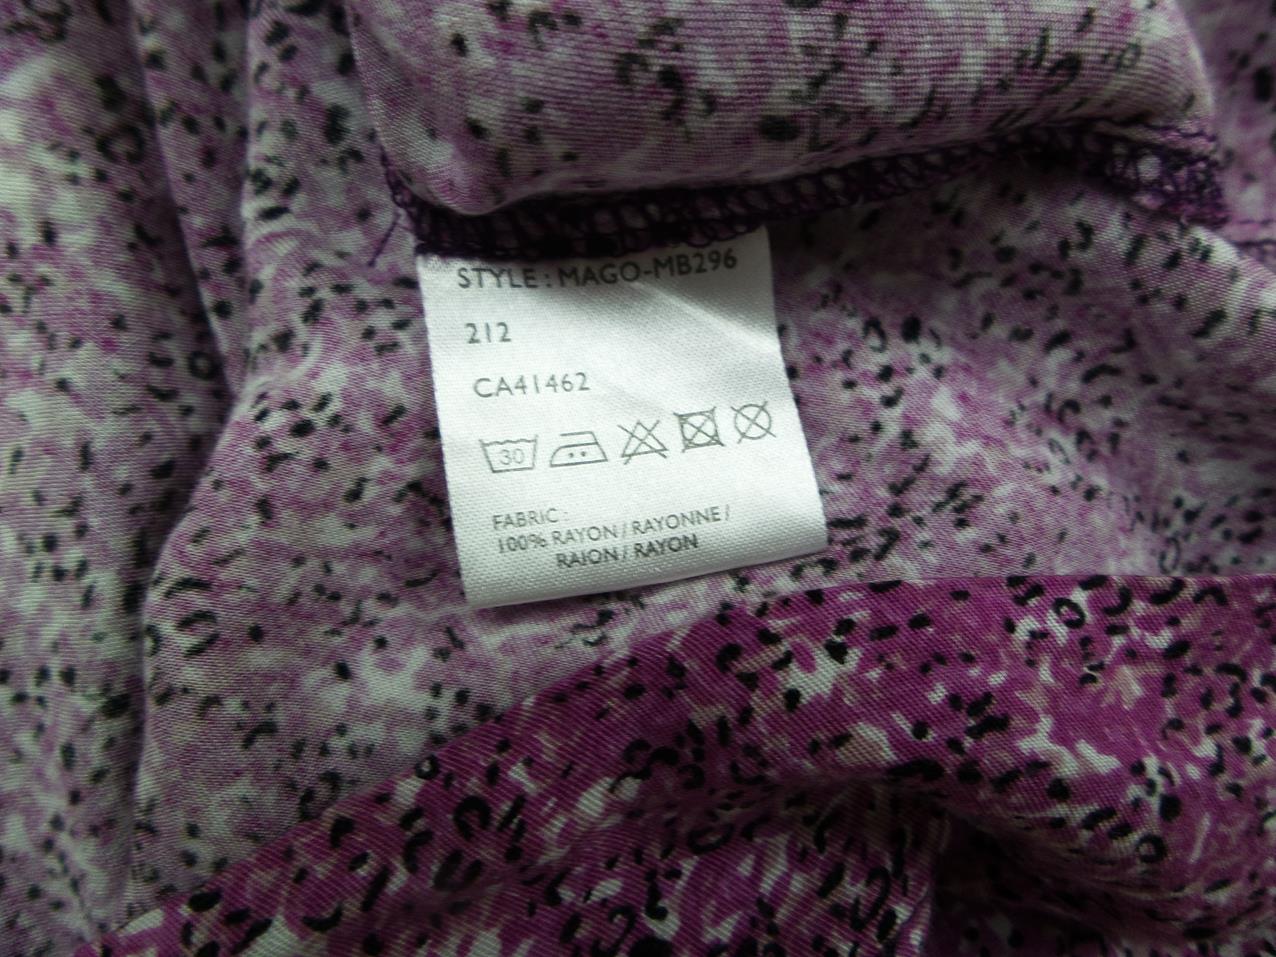 STYLE : MAGO-MB296
212
CA41462
30
FABRIC :
100% RAYON / RAYONNE /
RAION / RAYON